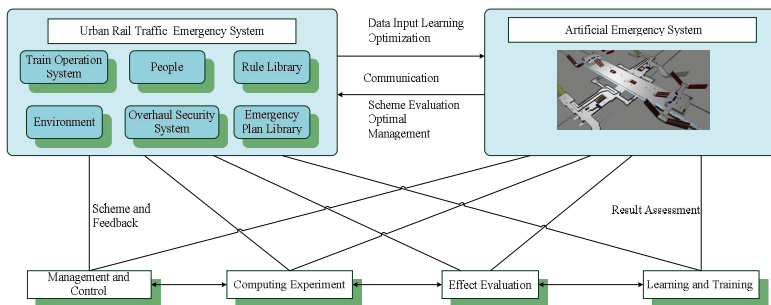 Urban Rail Traffic Emergency System
Train Operation
System
People
Rule Library
Environment
Overhaul Security
System
Emergency
Plan Library
Data Input Learning
Optimization
Communication
Scheme Evaluation
Optimal
Management
Artificial Emergency System
Scheme and
Feedback
Result Assessment
Management and
Control
Computing Experiment
Effect Evaluation
Learning and Training